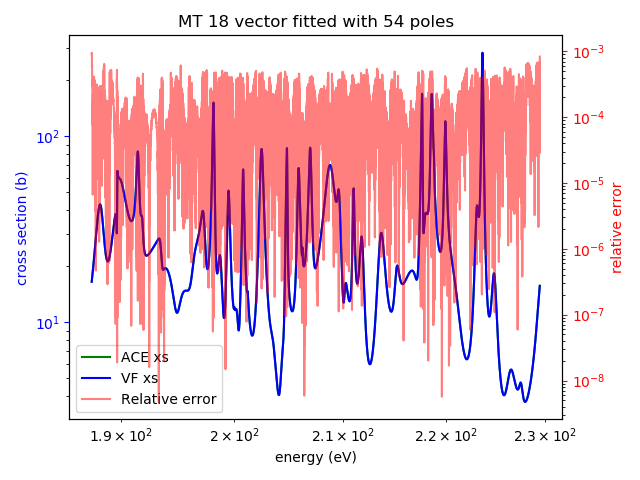 MT 18 vector fitted with 54 poles
10²
10¹
cross section (b)
10⁻³
10⁻⁴
10⁻⁵
10⁻⁶
10⁻⁷
10⁻⁸
relative error
ACE xs
VF xs
Relative error
1.9 × 10² 2 × 10² 2.1 × 10² 2.2 × 10² 2.3 × 10²
energy (eV)